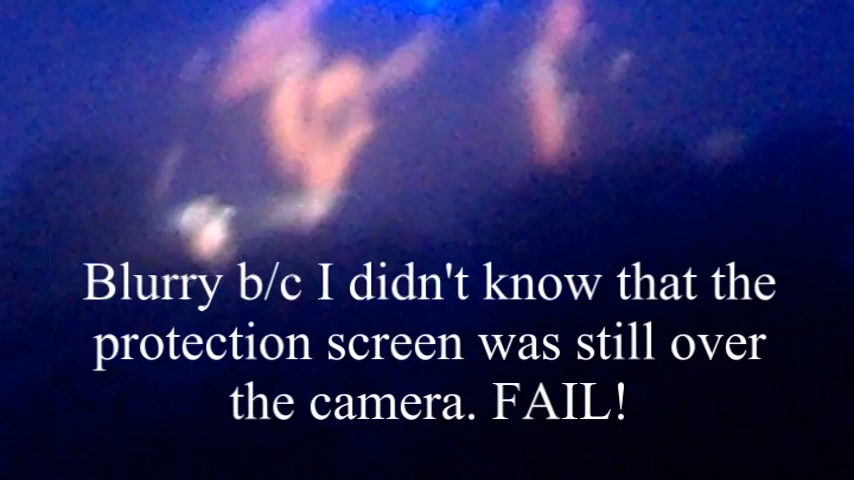 Blurry b/c I didn't know that the
protection screen was still over
the camera. FAIL!